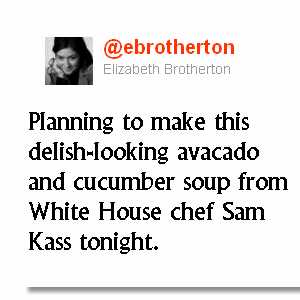 @ebrotherton
Elizabeth Brotherton
Planning to make this
delish-looking avacado
and cucumber soup from
White House chef Sam
Kass tonight.